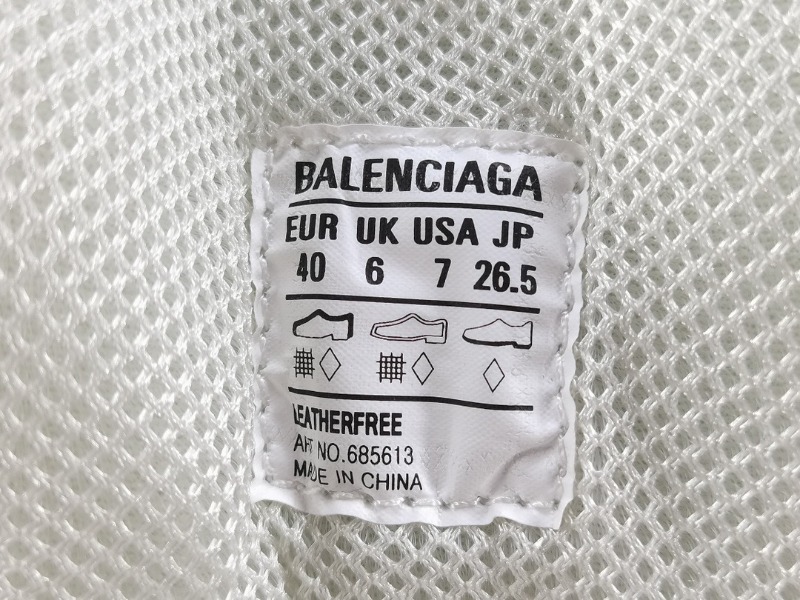 BALENCIAGA
EUR UK USA JP
40 6 7 26.5
LEATHERFREE
ART NO.685613
MADE IN CHINA